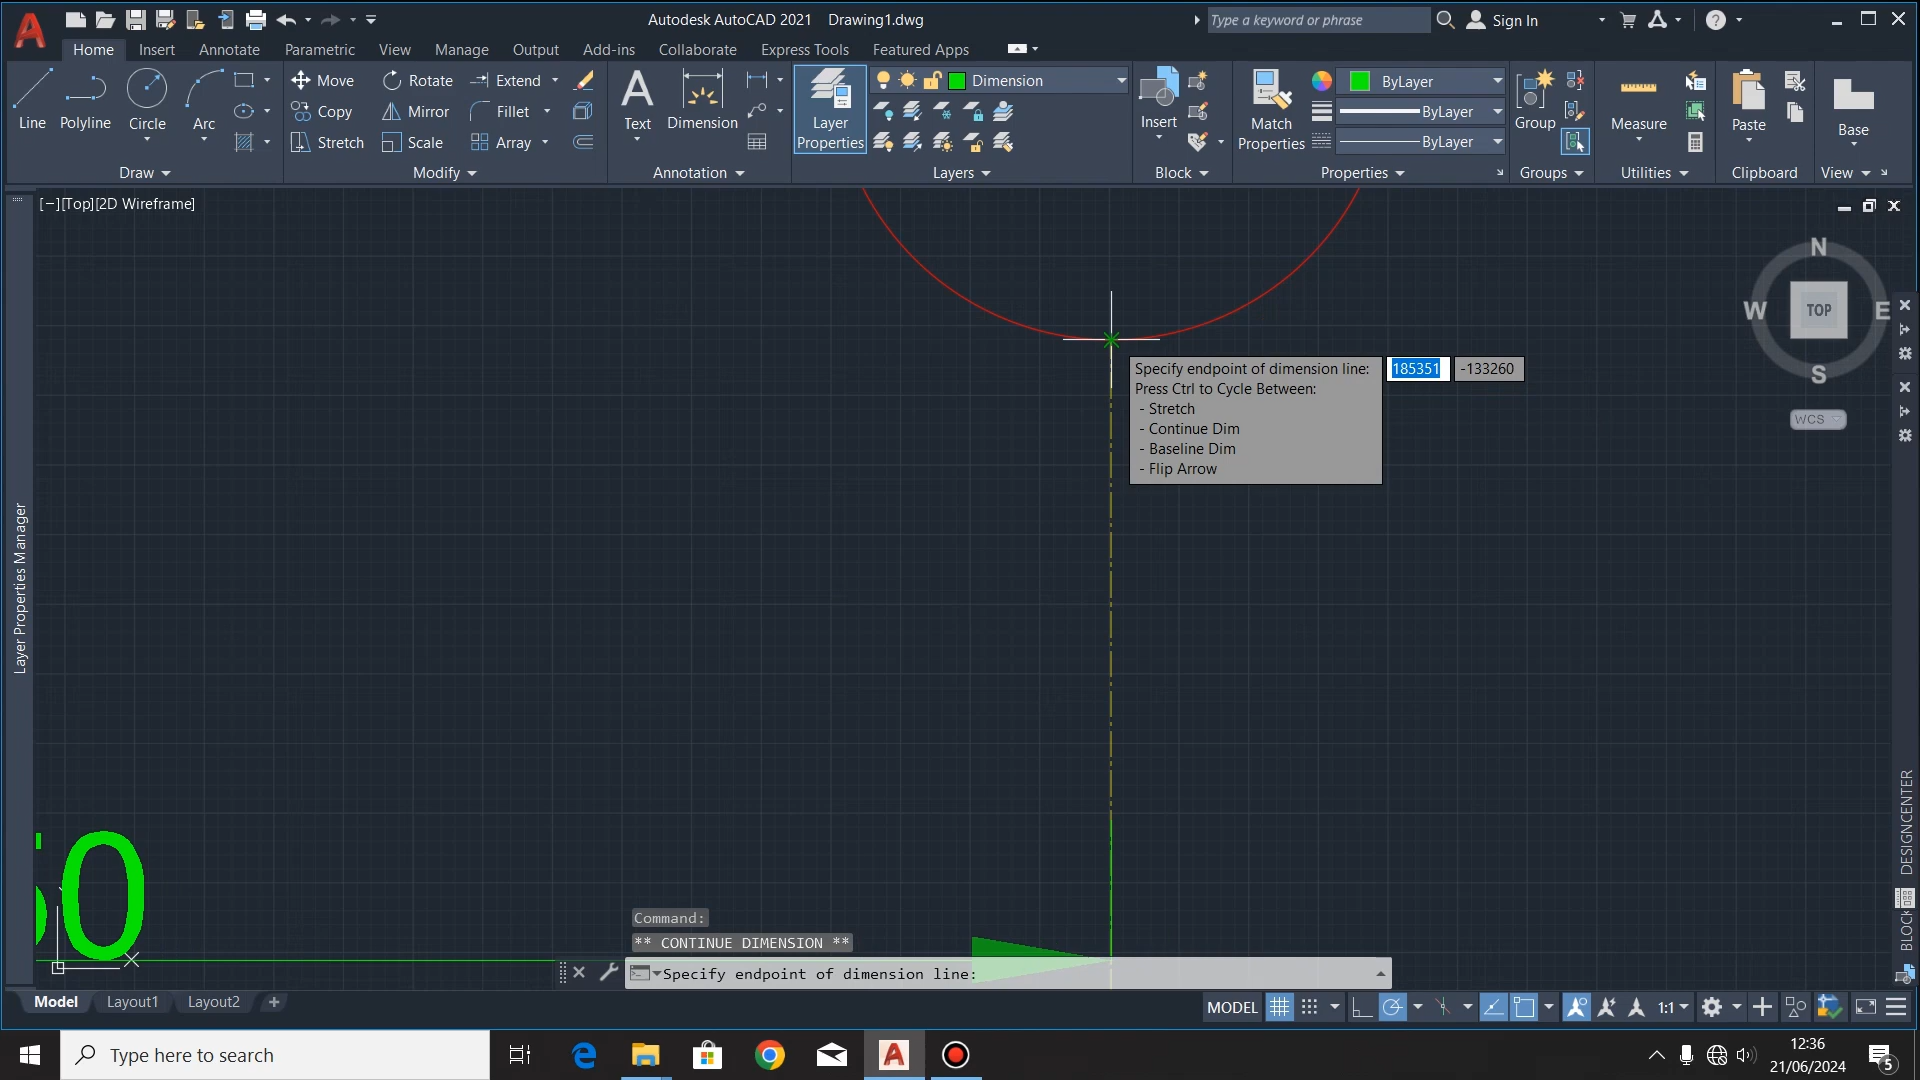 Autodesk AutoCAD 2021 Drawing1.dwg
Type a keyword or phrase
Sign In
Home Insert Annotate Parametric View Manage Output Add-ins Collaborate Express Tools Featured Apps
Line
Polyline
Circle
Arc
Draw
Move
Rotate
Extend
Copy
Mirror
Fillet
Stretch
Scale
Array
Modify
Text
Dimension
Annotation
Layer
Properties
Dimension
Layers
Insert
Block
Match
Properties
ByLayer
ByLayer
ByLayer
Properties
Group
Groups
Measure
Utilities
Paste
Clipboard
Base
View
[−][Top][2D Wireframe]
N
W
TOP
E
S
WCS
Specify endpoint of dimension line: 185351 -133260
Press Ctrl to Cycle Between:
- Stretch
- Continue Dim
- Baseline Dim
- Flip Arrow
Layer Properties Manager
DESIGNCENTER
BLOCK
0
Command:
** CONTINUE DIMENSION **
Specify endpoint of dimension line:
Model Layout1 Layout2
MODEL
1:1
Type here to search
12:36
21/06/2024
5